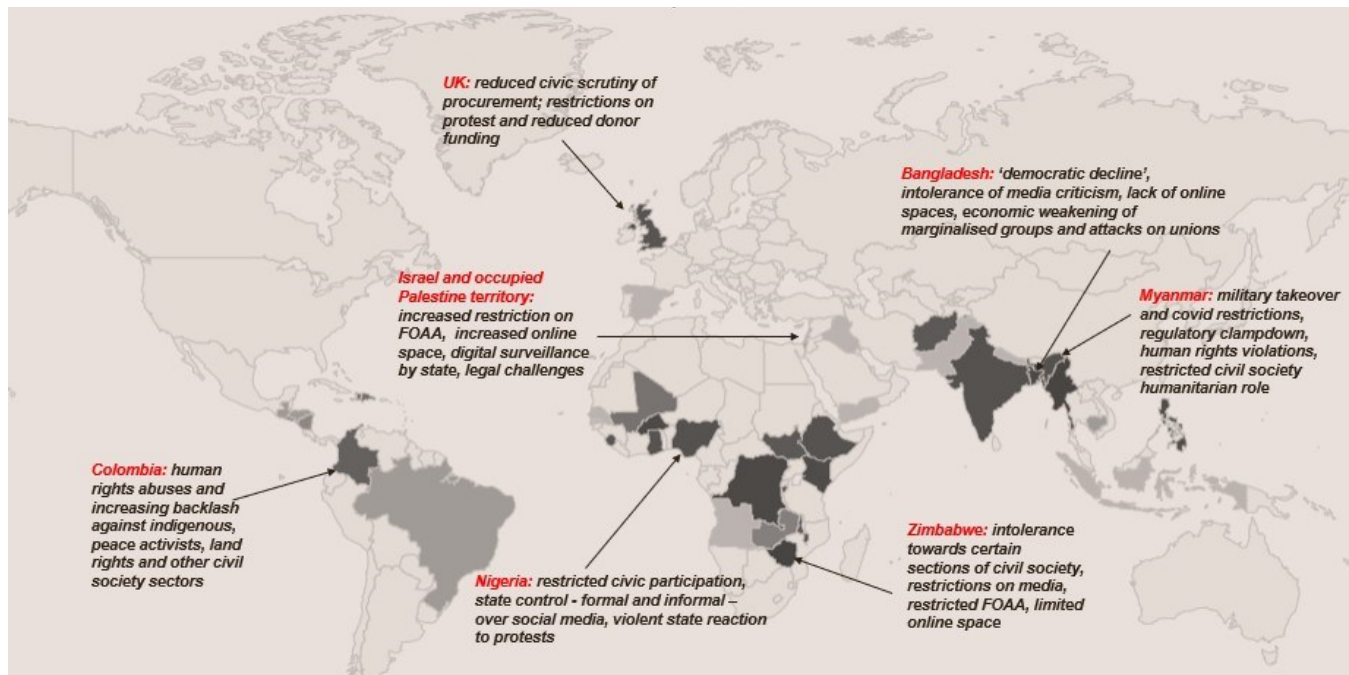 UK: reduced civic scrutiny of
procurement; restrictions on
protest and reduced donor
funding
Bangladesh: ‘democratic decline’,
intolerance of media criticism, lack of online
spaces, economic weakening of
marginalised groups and attacks on unions
Israel and occupied
Palestine territory:
increased restriction on
FOAA, increased online
space, digital surveillance
by state, legal challenges
Myanmar: military takeover
and covid restrictions,
regulatory clampdown,
human rights violations,
restricted civil society
humanitarian role
Colombia: human
rights abuses and
increasing backlash
against indigenous,
peace activists, land
rights and other civil
society sectors
Nigeria: restricted civic participation,
state control - formal and informal –
over social media, violent state reaction
to protests
Zimbabwe: intolerance
towards certain
sections of civil society,
restrictions on media,
restricted FOAA, limited
online space